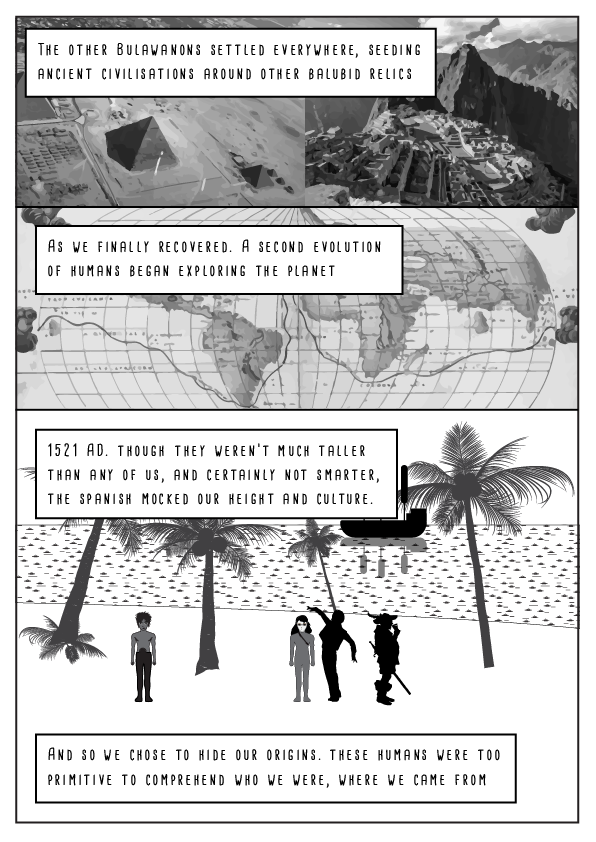 The other Bulawanons settled everywhere, seeding
ancient civilisations around other balubid relics
As we finally recovered. A second evolution
of humans began exploring the planet
1521 AD. though they weren't much taller
than any of us, and certainly not smarter,
the spanish mocked our height and culture.
And so we chose to hide our origins. these humans were too
primitive to comprehend who we were, where we came from